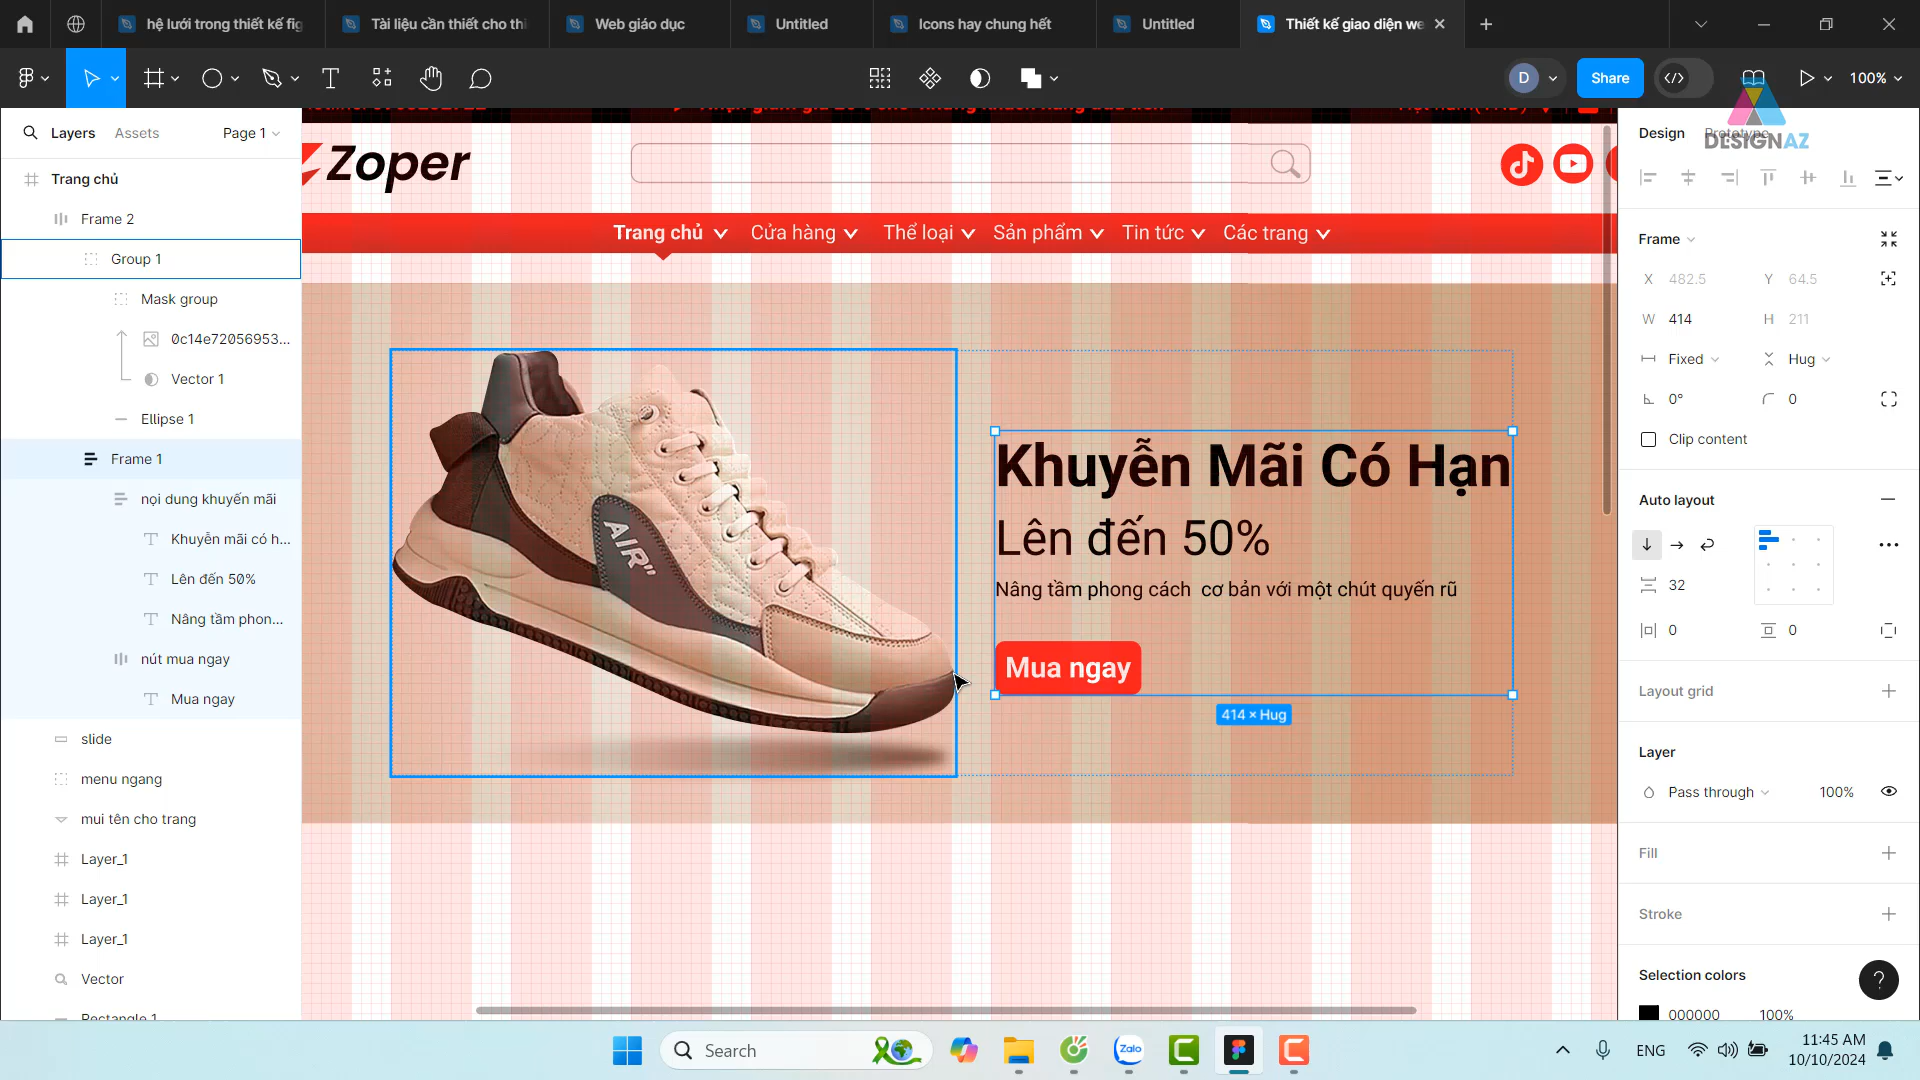 hệ lưới trong thiết kế fig
Tài liệu cần thiết cho thi
Web giáo dục
Untitled
Icons hay chung hết
Untitled
Thiết kế giao diện we
D
Share
100%
Layers
Assets
Page 1
Design
Prototype
DESIGNAZ
Trang chủ
Frame 2
Group 1
Mask group
0c14e72056953...
Vector 1
Ellipse 1
Frame 1
nội dung khuyến mãi
Khuyễn mãi có h...
Lên đến 50%
Nâng tầm phon...
nút mua ngay
Mua ngay
slide
menu ngang
mui tên cho trang
Layer_1
Layer_1
Layer_1
Vector
Rectangle 1
Zoper
Trang chủ
Cửa hàng
Thể loại
Sản phẩm
Tin tức
Các trang
AIR"
Khuyễn Mãi Có Hạn
Lên đến 50%
Nâng tầm phong cách  cơ bản với một chút quyến rũ
Mua ngay
414 × Hug
Frame
X 482.5
Y 64.5
W 414
H 211
Fixed
Hug
0°
0
Clip content
Auto layout
32
0
0
Layout grid
Layer
Pass through
100%
Fill
Stroke
Selection colors
?
000000
100%
Search
Zalo
ENG
11:45 AM
10/10/2024